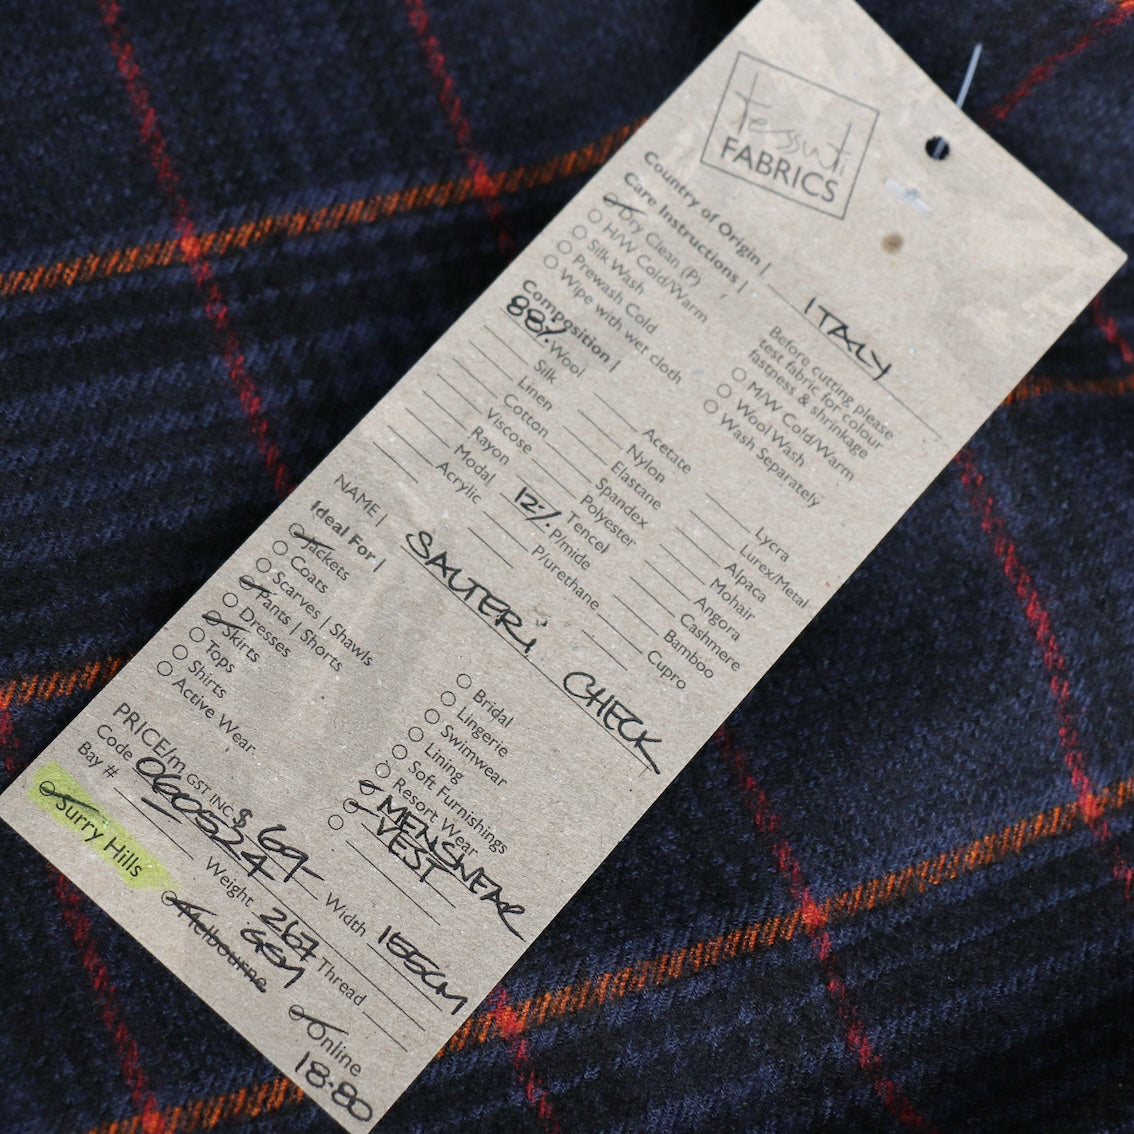 tessuti
FABRICS
Country of Origin | ITALY
Care Instructions |
Dry Clean (P)
H/W Cold/Warm
Silk Wash
Prewash Cold
Wipe with wet cloth
Before cutting please
test fabric for colour
fastness & shrinkage
M/W Cold/Warm
Wool Wash
Wash Separately
Composition |
88% Wool
Silk
Linen
Cotton
Viscose
Rayon
Modal
Acrylic
Acetate
Nylon
Elastane
Spandex
Polyester
Tencel
12% P/mide
P/urethane
Lycra
Lurex/Metal
Alpaca
Mohair
Angora
Cashmere
Bamboo
Cupro
NAME | SALTERI CHECK
Ideal For |
Jackets
Coats
Scarves | Shawls
Pants | Shorts
Dresses
Skirts
Tops
Shirts
Active Wear
Bridal
Lingerie
Swimwear
Lining
Soft Furnishings
Resort Wear
MENSWEAR
VEST
PRICE/m GST INC $69- Width 155CM
Code 0600524 Weight 267 GSM Thread
Bay #
Surry Hills
Melbourne
Online
18.80